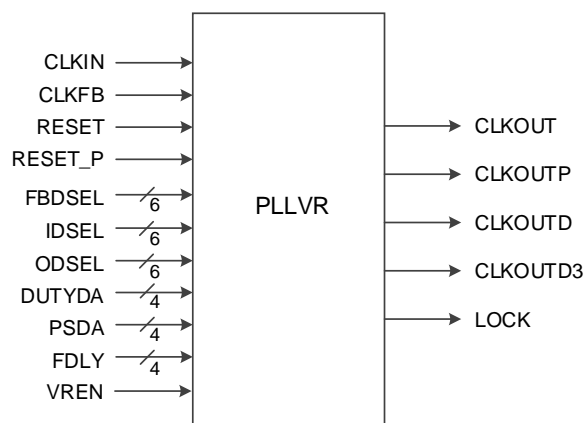 CLKIN
CLKFB
RESET
RESET_P
FBDSEL
6
IDSEL
6
ODSEL
6
DUTYDA
4
PSDA
4
FDLY
4
VREN
PLLVR
CLKOUT
CLKOUTP
CLKOUTD
CLKOUTD3
LOCK